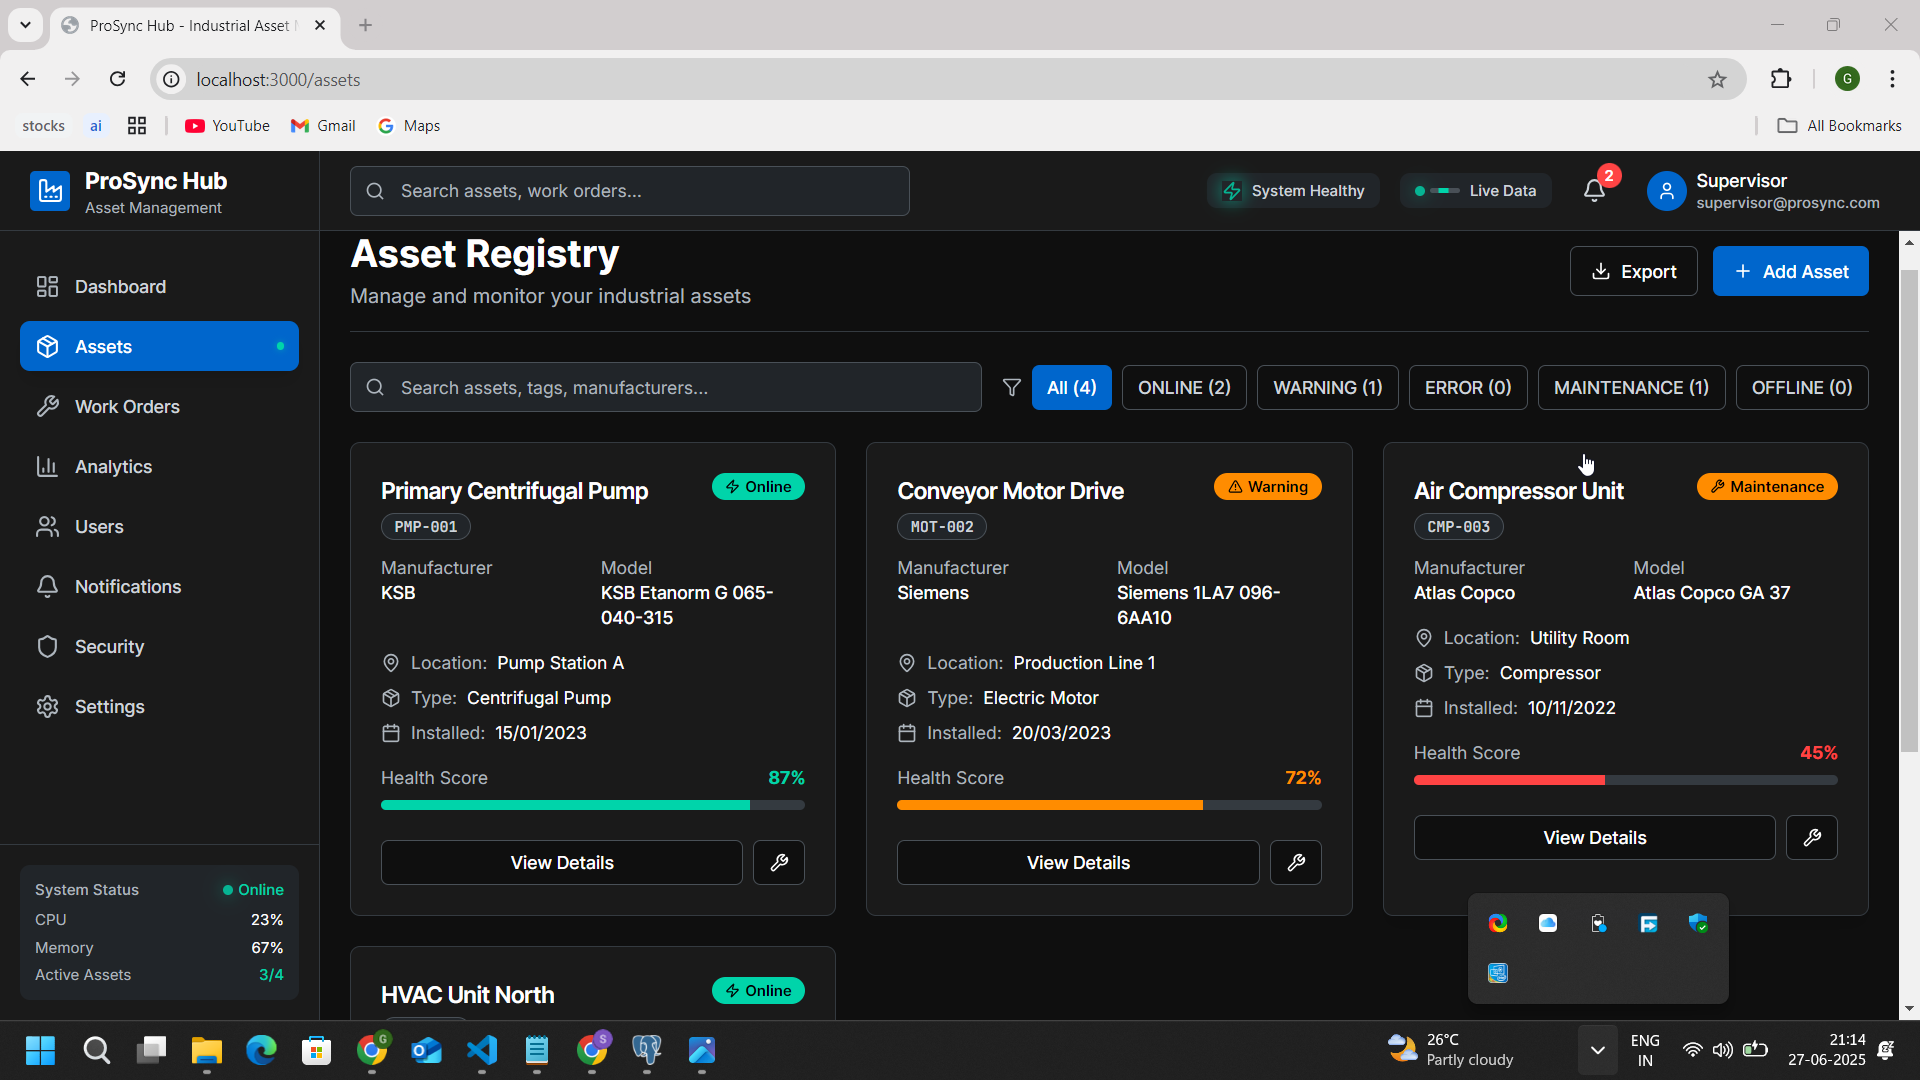 ProSync Hub - Industrial Asset
localhost:3000/assets
stocks
ai
YouTube
Gmail
Maps
All Bookmarks
G
ProSync Hub
Asset Management
Search assets, work orders...
System Healthy
Live Data
2
Supervisor
supervisor@prosync.com
Dashboard
Assets
Work Orders
Analytics
Users
Notifications
Security
Settings
System Status
Online
CPU
23%
Memory
67%
Active Assets
3/4
Asset Registry
Manage and monitor your industrial assets
Export
Add Asset
Search assets, tags, manufacturers...
All (4)
ONLINE (2)
WARNING (1)
ERROR (0)
MAINTENANCE (1)
OFFLINE (0)
Primary Centrifugal Pump
Online
PMP-001
Manufacturer
KSB
Model
KSB Etanorm G 065-
040-315
Location: Pump Station A
Type: Centrifugal Pump
Installed: 15/01/2023
Health Score
87%
View Details
Conveyor Motor Drive
Warning
MOT-002
Manufacturer
Siemens
Model
Siemens 1LA7 096-
6AA10
Location: Production Line 1
Type: Electric Motor
Installed: 20/03/2023
Health Score
72%
View Details
Air Compressor Unit
Maintenance
CMP-003
Manufacturer
Atlas Copco
Model
Atlas Copco GA 37
Location: Utility Room
Type: Compressor
Installed: 10/11/2022
Health Score
45%
View Details
HVAC Unit North
Online
G
S
26°C
Partly cloudy
ENG
IN
21:14
27-06-2025